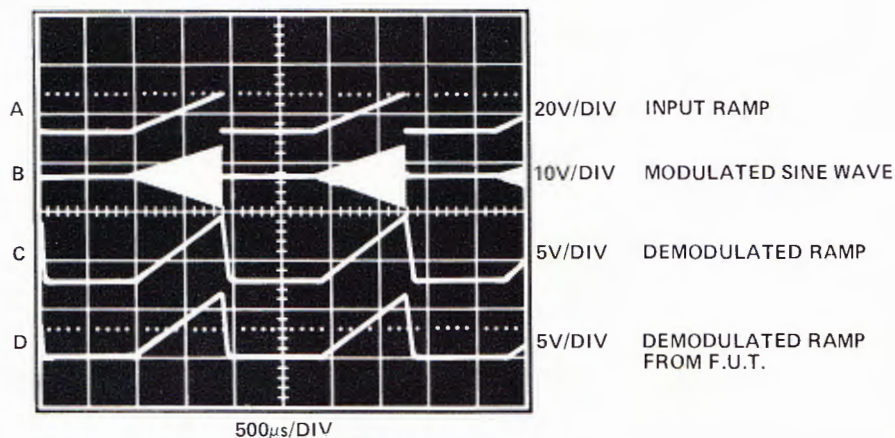 A 20V/DIV INPUT RAMP
B 10V/DIV MODULATED SINE WAVE
C 5V/DIV DEMODULATED RAMP
D 5V/DIV DEMODULATED RAMP
FROM F.U.T.
500μs/DIV